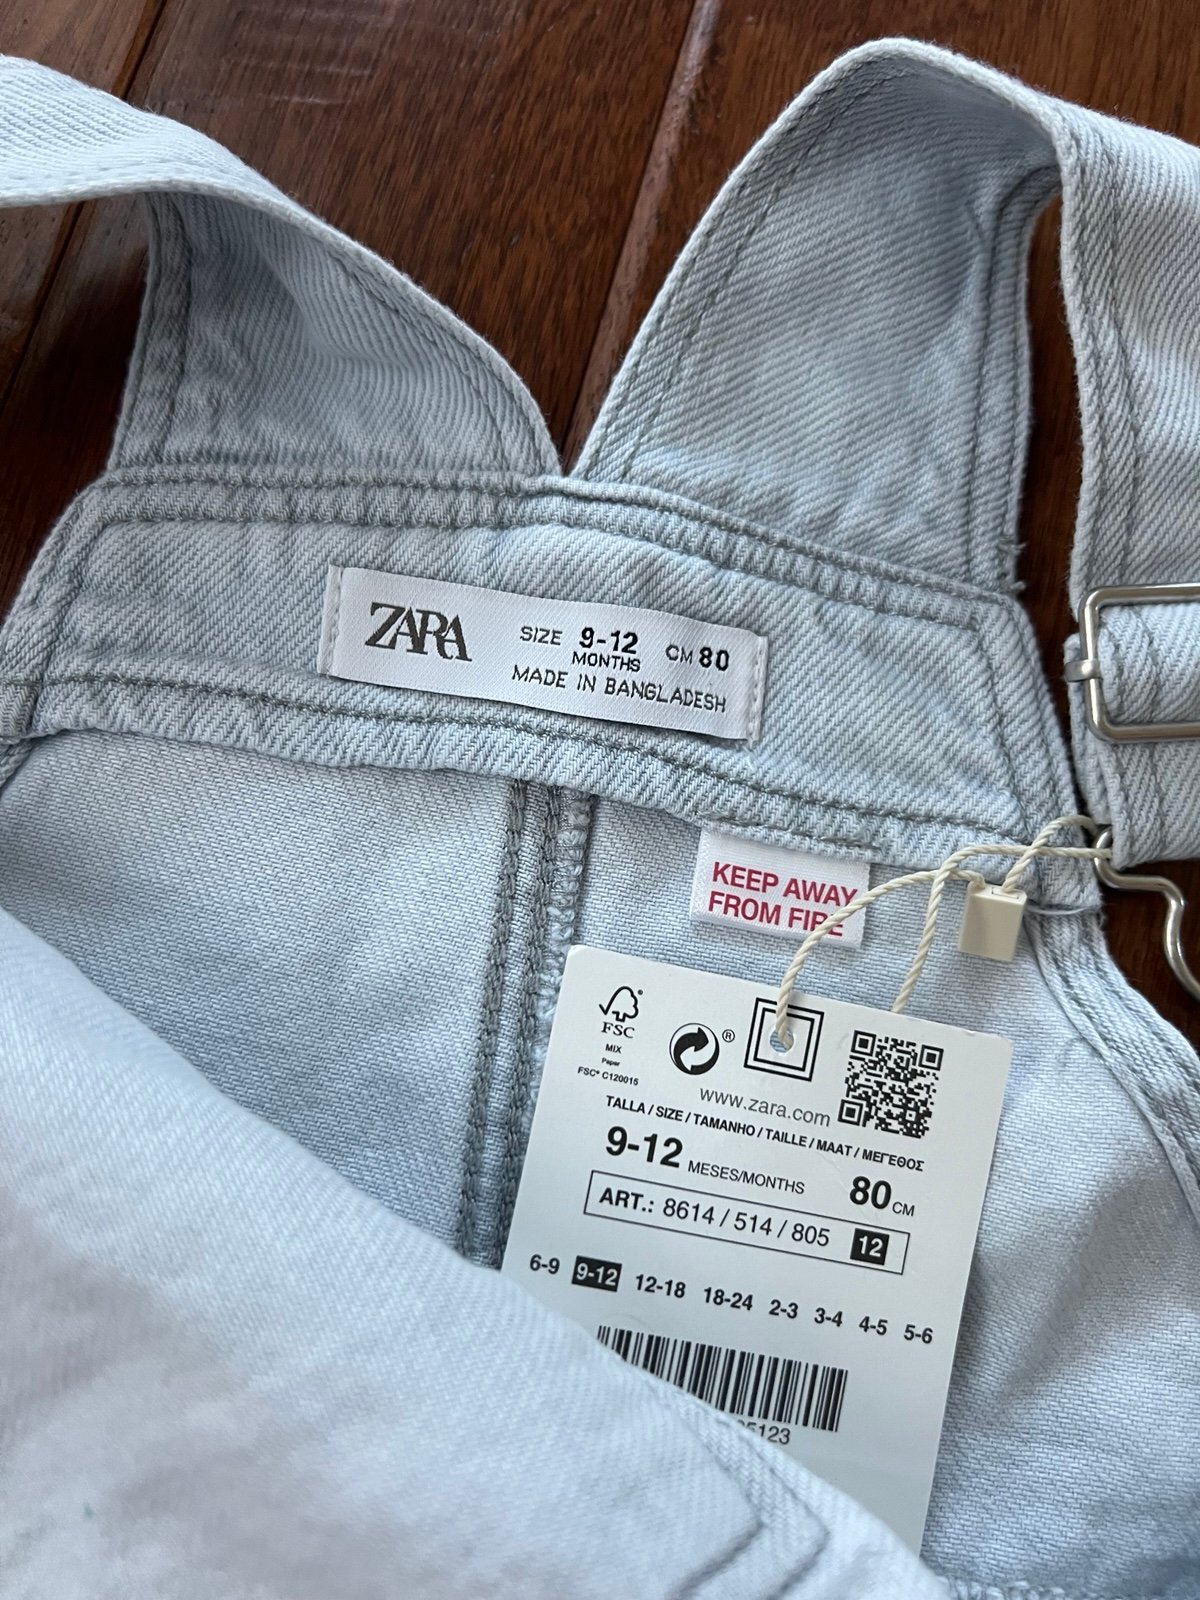 ZARA
SIZE 9-12 MONTHS CM 80
MADE IN BANGLADESH
KEEP AWAY
FROM FIRE
FSC
MIX
Paper
FSC® C120015
®
www.zara.com
TALLA / SIZE / TAMANHO / TAILLE / MAAT / ΜΕΓΕΘΟΣ
9-12 MESES/MONTHS 80 CM
ART.: 8614 / 514 / 805 12
6-9 9-12 12-18 18-24 2-3 3-4 4-5 5-6
5123